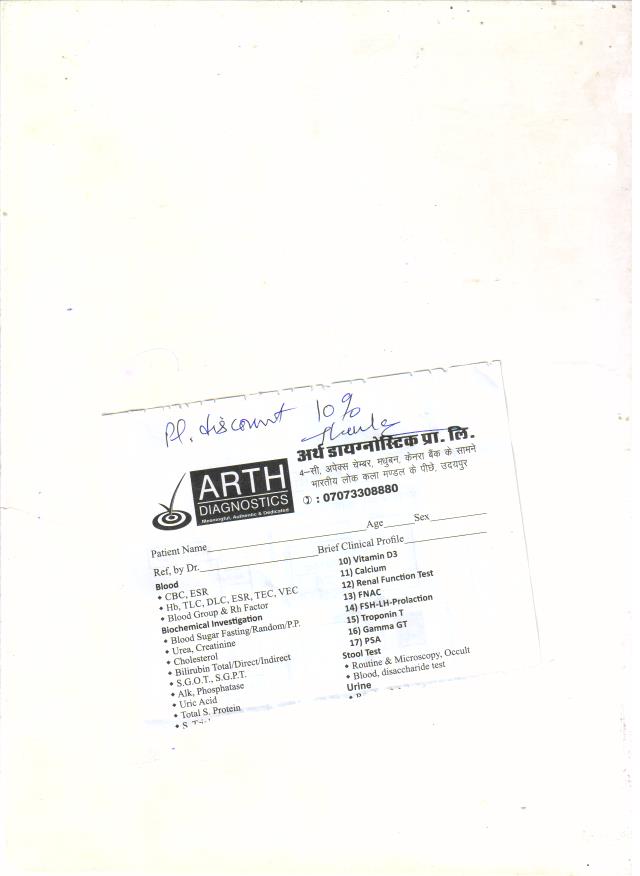 Pl. discount 10%
अर्थ डायग्नोस्टिक प्रा. लि.
4-सी, अपेक्स चेम्बर, मधुबन, केनरा बैंक के सामने
भारतीय लोक कला मण्डल के पीछे, उदयपुर
: 07073308880
ARTH
DIAGNOSTICS
Meaningful, Authentic & Dedicated
Patient Name Age Sex
Ref, by Dr. Brief Clinical Profile
Blood
CBC, ESR
Hb, TLC, DLC, ESR, TEC, VEC
Blood Group & Rh Factor
Biochemical Investigation
Blood Sugar Fasting/Random/P.P.
Urea, Creatinine
Cholesterol
Bilirubin Total/Direct/Indirect
S.G.O.T., S.G.P.T.
Alk, Phosphatase
Uric Acid
Total S. Protein
10) Vitamin D3
11) Calcium
12) Renal Function Test
13) FNAC
14) FSH-LH-Prolaction
15) Troponin T
16) Gamma GT
17) PSA
Stool Test
Routine & Microscopy, Occult
Blood, disaccharide test
Urine